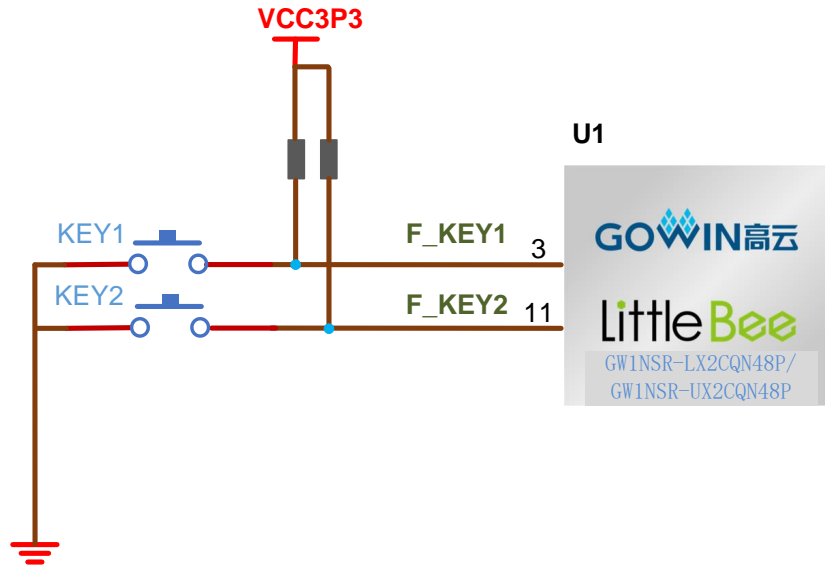 VCC3P3
U1
GOWIN高云
KEY1
F_KEY1
3
KEY2
F_KEY2
11
LittleBee
GW1NSR-LX2CQN48P/
GW1NSR-UX2CQN48P